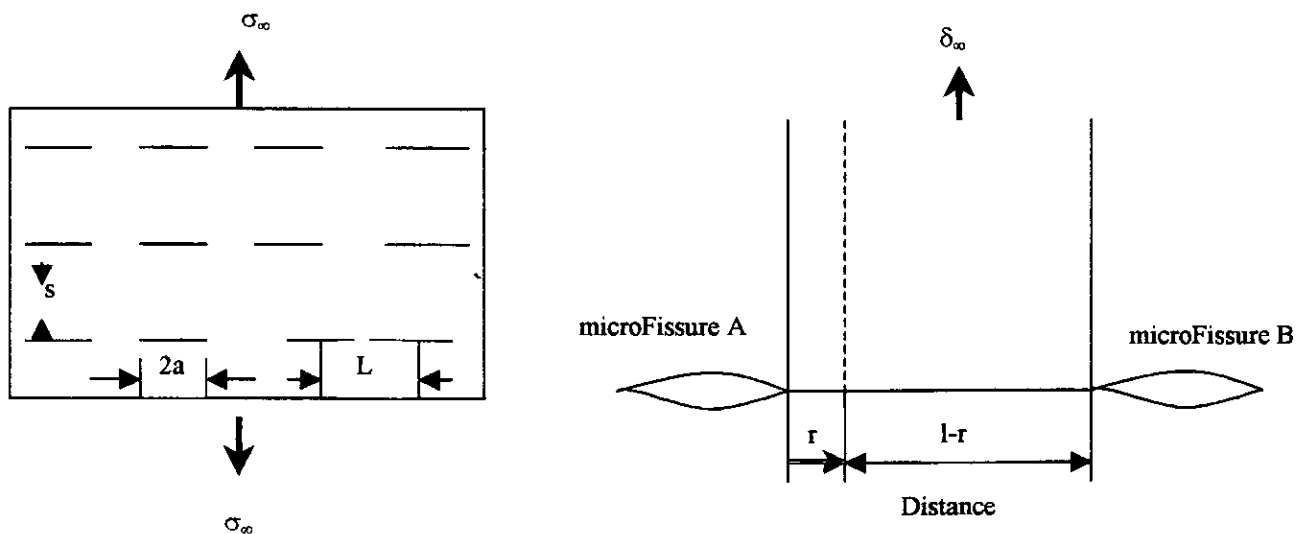 σ∞
s
2a
L
σ∞
δ∞
microFissure A
microFissure B
r
l-r
Distance